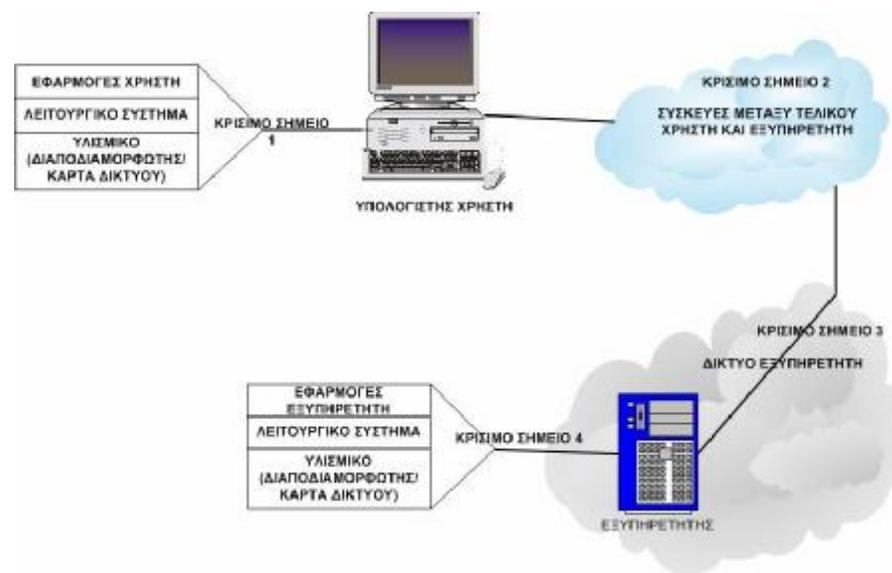 ΕΦΑΡΜΟΓΕΣ ΧΡΗΣΤΗ
ΛΕΙΤΟΥΡΓΙΚΟ ΣΥΣΤΗΜΑ
ΥΛΙΣΜΙΚΟ
(ΔΙΑΠΟΔΙΑΜΟΡΦΩΤΗΣ/
ΚΑΡΤΑ ΔΙΚΤΥΟΥ)
ΚΡΙΣΙΜΟ ΣΗΜΕΙΟ
1
ΥΠΟΛΟΓΙΣΤΗΣ ΧΡΗΣΤΗ
ΚΡΙΣΙΜΟ ΣΗΜΕΙΟ 2
ΣΥΣΚΕΥΕΣ ΜΕΤΑΞΥ ΤΕΛΙΚΟΥ
ΧΡΗΣΤΗ ΚΑΙ ΕΞΥΠΗΡΕΤΗΤΗ
ΚΡΙΣΙΜΟ ΣΗΜΕΙΟ 3
ΔΙΚΤΥΟ ΕΞΥΠΗΡΕΤΗΤΗ
ΕΦΑΡΜΟΓΕΣ
ΕΞΥΠΗΡΕΤΗΤΗ
ΛΕΙΤΟΥΡΓΙΚΟ ΣΥΣΤΗΜΑ
ΥΛΙΣΜΙΚΟ
(ΔΙΑΠΟΔΙΑΜΟΡΦΩΤΗΣ/
ΚΑΡΤΑ ΔΙΚΤΥΟΥ)
ΚΡΙΣΙΜΟ ΣΗΜΕΙΟ 4
ΕΞΥΠΗΡΕΤΗΤΗΣ